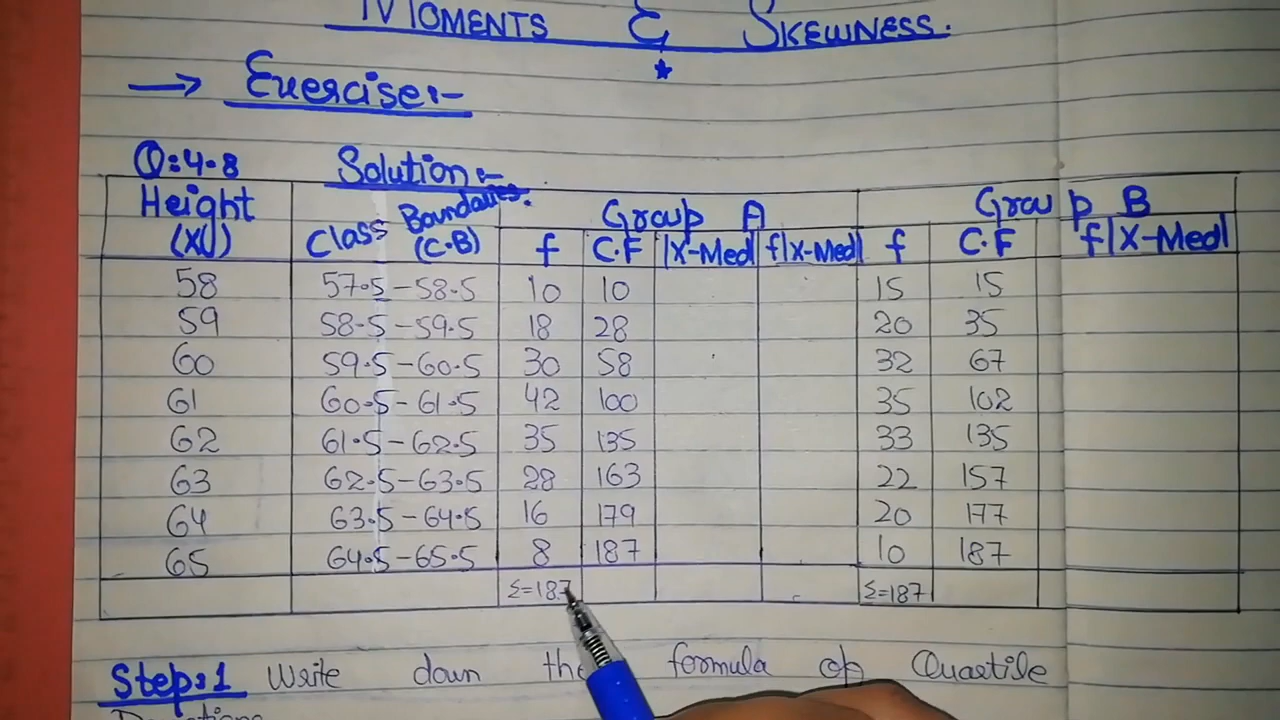 MOMENTS & SKEWNESS.
→ Exercise:-
Q:4.8 Solution:-
Height (XU) Class Boundaries. (C.B) Group A Group B
f C.F |X-Med| f|X-Med| f C.F f|X-Med|
58 57.5-58.5 10 10 15 15
59 58.5-59.5 18 28 20 35
60 59.5-60.5 30 58 32 67
61 60.5-61.5 42 100 35 102
62 61.5-62.5 35 135 33 135
63 62.5-63.5 28 163 22 157
64 63.5-64.5 16 179 20 177
65 64.5-65.5 8 187 10 187
Σ=187 Σ=187
Step:1 Write down the formula of Quartile